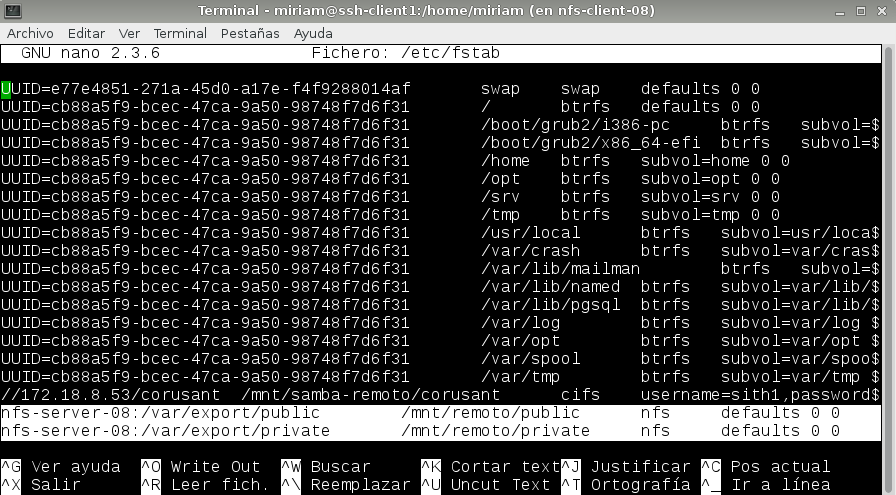 Terminal - miriam@ssh-client1:/home/miriam (en nfs-client-08)
Archivo Editar Ver Terminal Pestañas Ayuda
GNU nano 2.3.6 Fichero: /etc/fstab
UUID=e77e4851-271a-45d0-a17e-f4f9288014af swap swap defaults 0 0
UUID=cb88a5f9-bcec-47ca-9a50-98748f7d6f31 / btrfs defaults 0 0
UUID=cb88a5f9-bcec-47ca-9a50-98748f7d6f31 /boot/grub2/i386-pc btrfs subvol=$
UUID=cb88a5f9-bcec-47ca-9a50-98748f7d6f31 /boot/grub2/x86_64-efi btrfs subvol=$
UUID=cb88a5f9-bcec-47ca-9a50-98748f7d6f31 /home btrfs subvol=home 0 0
UUID=cb88a5f9-bcec-47ca-9a50-98748f7d6f31 /opt btrfs subvol=opt 0 0
UUID=cb88a5f9-bcec-47ca-9a50-98748f7d6f31 /srv btrfs subvol=srv 0 0
UUID=cb88a5f9-bcec-47ca-9a50-98748f7d6f31 /tmp btrfs subvol=tmp 0 0
UUID=cb88a5f9-bcec-47ca-9a50-98748f7d6f31 /usr/local btrfs subvol=usr/loca$
UUID=cb88a5f9-bcec-47ca-9a50-98748f7d6f31 /var/crash btrfs subvol=var/cras$
UUID=cb88a5f9-bcec-47ca-9a50-98748f7d6f31 /var/lib/mailman btrfs subvol=$
UUID=cb88a5f9-bcec-47ca-9a50-98748f7d6f31 /var/lib/named btrfs subvol=var/lib/$
UUID=cb88a5f9-bcec-47ca-9a50-98748f7d6f31 /var/lib/pgsql btrfs subvol=var/lib/$
UUID=cb88a5f9-bcec-47ca-9a50-98748f7d6f31 /var/log btrfs subvol=var/log $
UUID=cb88a5f9-bcec-47ca-9a50-98748f7d6f31 /var/opt btrfs subvol=var/opt $
UUID=cb88a5f9-bcec-47ca-9a50-98748f7d6f31 /var/spool btrfs subvol=var/spoo$
UUID=cb88a5f9-bcec-47ca-9a50-98748f7d6f31 /var/tmp btrfs subvol=var/tmp $
//172.18.8.53/corusant /mnt/samba-remoto/corusant cifs username=sith1,password$
nfs-server-08:/var/export/public /mnt/remoto/public nfs defaults 0 0
nfs-server-08:/var/export/private /mnt/remoto/private nfs defaults 0 0
^G Ver ayuda ^O Write Out ^W Buscar ^K Cortar text ^J Justificar ^C Pos actual
^X Salir ^R Leer fich. ^\ Reemplazar ^U Uncut Text ^T Ortografía ^_ Ir a línea